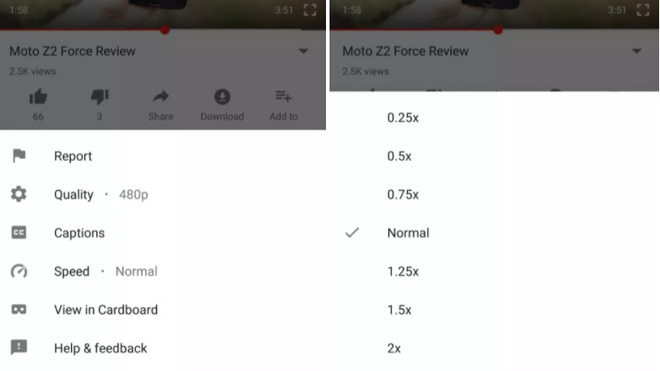 1:58 3:51
Moto Z2 Force Review
2.5K views
66 3 Share Download Add to
Report
Quality · 480p
CC Captions
Speed · Normal
View in Cardboard
Help & feedback
1:58 3:51
Moto Z2 Force Review
2.5K views
0.25x
0.5x
0.75x
Normal
1.25x
1.5x
2x